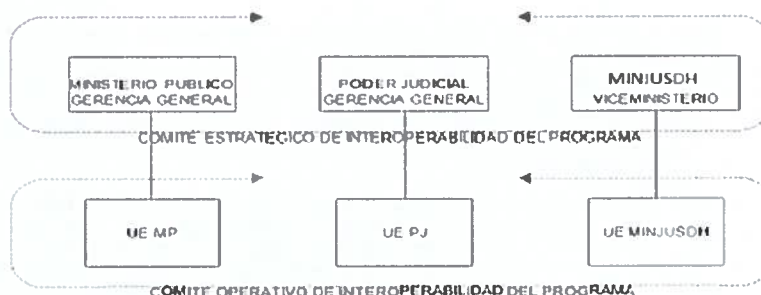 MINISTERIO PUBLICO
GERENCIA GENERAL
PODER JUDICIAL
GERENCIA GENERAL
MINJUSDH
VICEMINISTERIO
COMITE ESTRATEGICO DE INTEROPERABILIDAD DEL PROGRAMA
UE MP
UE PJ
UE MINJUSDH
COMITE OPERATIVO DE INTEROPERABILIDAD DEL PROGRAMA